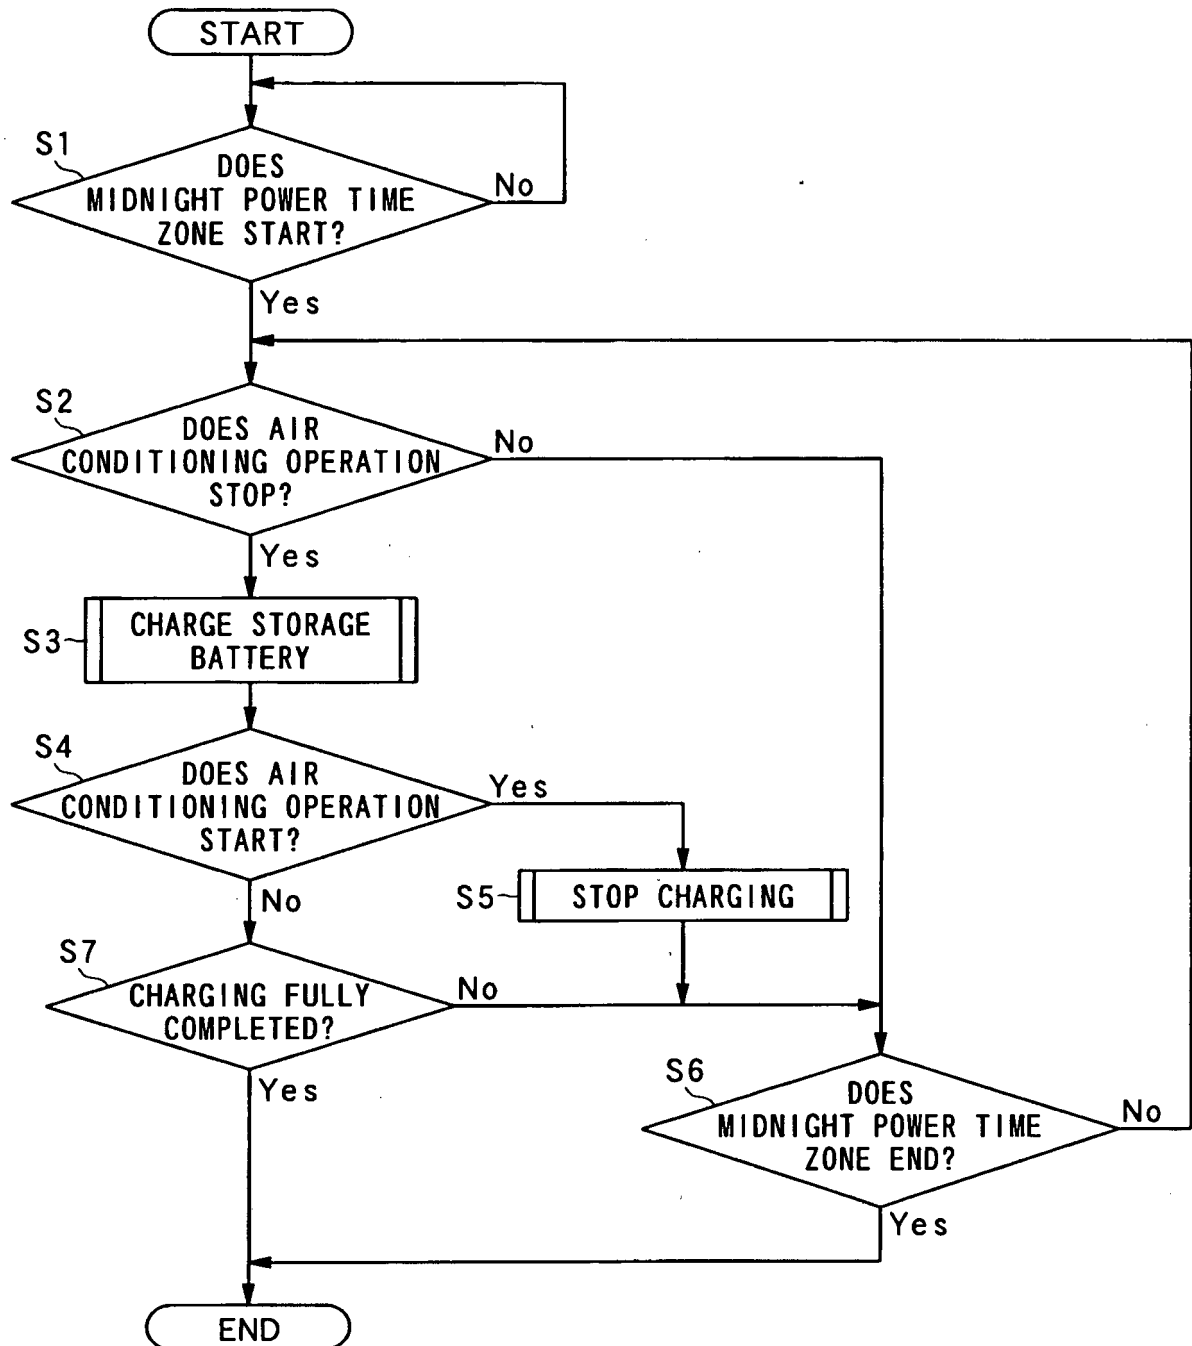 START
S1
DOES
MIDNIGHT POWER TIME
ZONE START?
No
Yes
S2
DOES AIR
CONDITIONING OPERATION
STOP?
No
Yes
S3
CHARGE STORAGE
BATTERY
S4
DOES AIR
CONDITIONING OPERATION
START?
Yes
No
S5
STOP CHARGING
S7
CHARGING FULLY
COMPLETED?
No
Yes
S6
DOES
MIDNIGHT POWER TIME
ZONE END?
No
Yes
END